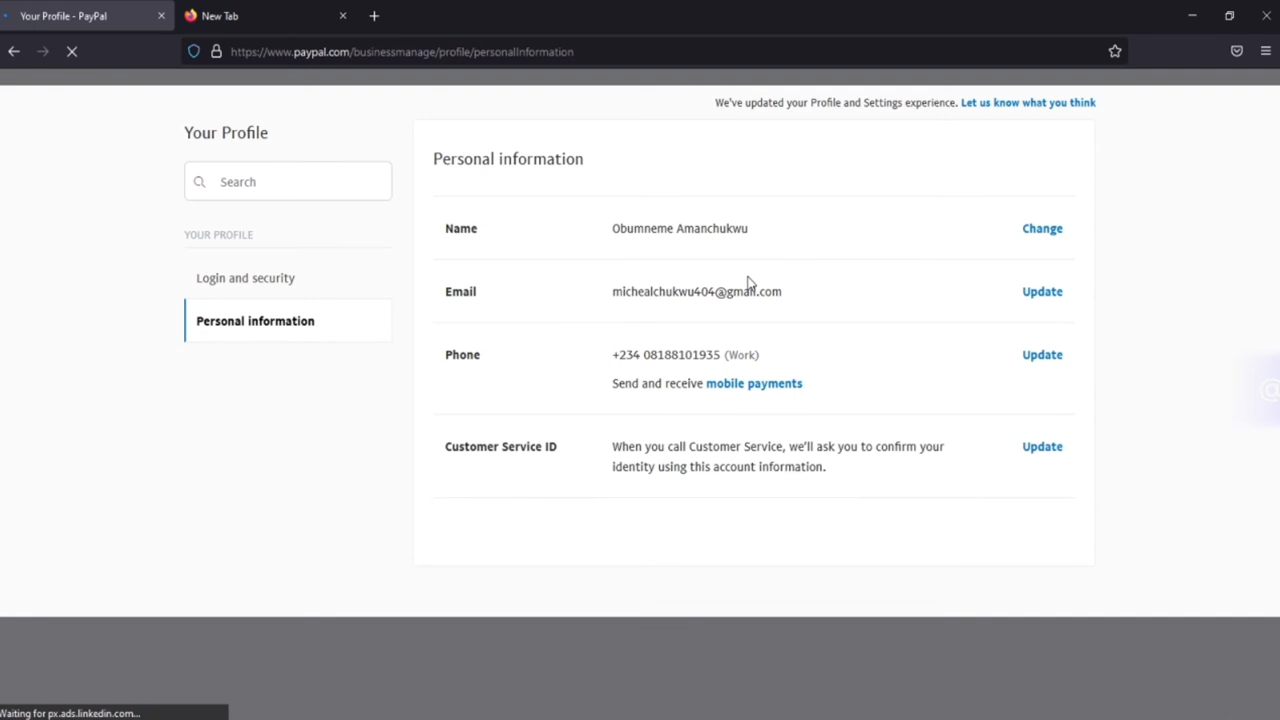 Your Profile - PayPal
New Tab
https://www.paypal.com/businessmanage/profile/personalInformation
We've updated your Profile and Settings experience. Let us know what you think
Your Profile
Search
YOUR PROFILE
Login and security
Personal information
Personal information
Name Obumneme Amanchukwu Change
Email michealchukwu404@gmail.com Update
Phone +234 08188101935 (Work) Update
Send and receive mobile payments
Customer Service ID When you call Customer Service, we'll ask you to confirm your Update
identity using this account information.
Waiting for px.ads.linkedin.com...